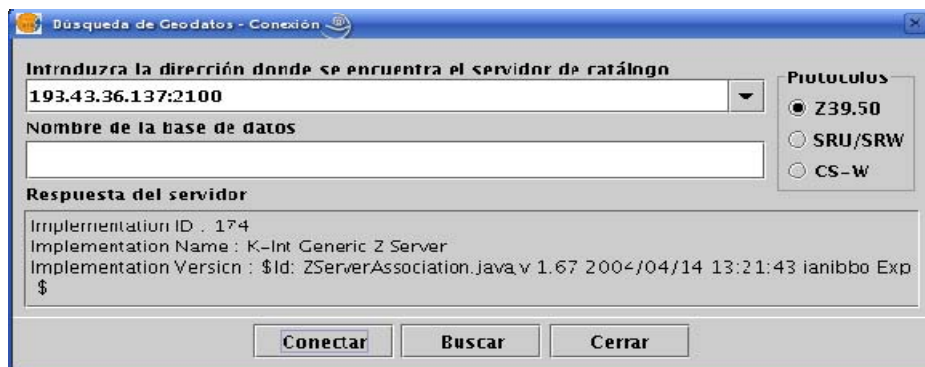 Búsqueda de Geodatos - Conexión
Introduzca la dirección donde se encuentra el servidor de catálogo
193.43.36.137:2100
Nombre de la base de datos
Respuesta del servidor
Implementation ID : 174
Implementation Name : K-Int Generic Z Server
Implementation Version : $Id: ZServerAssociation.java,v 1.67 2004/04/14 13:21:43 ianibbo Exp
$
Protocolos
Z39.50
SRU/SRW
CS-W
Conectar
Buscar
Cerrar